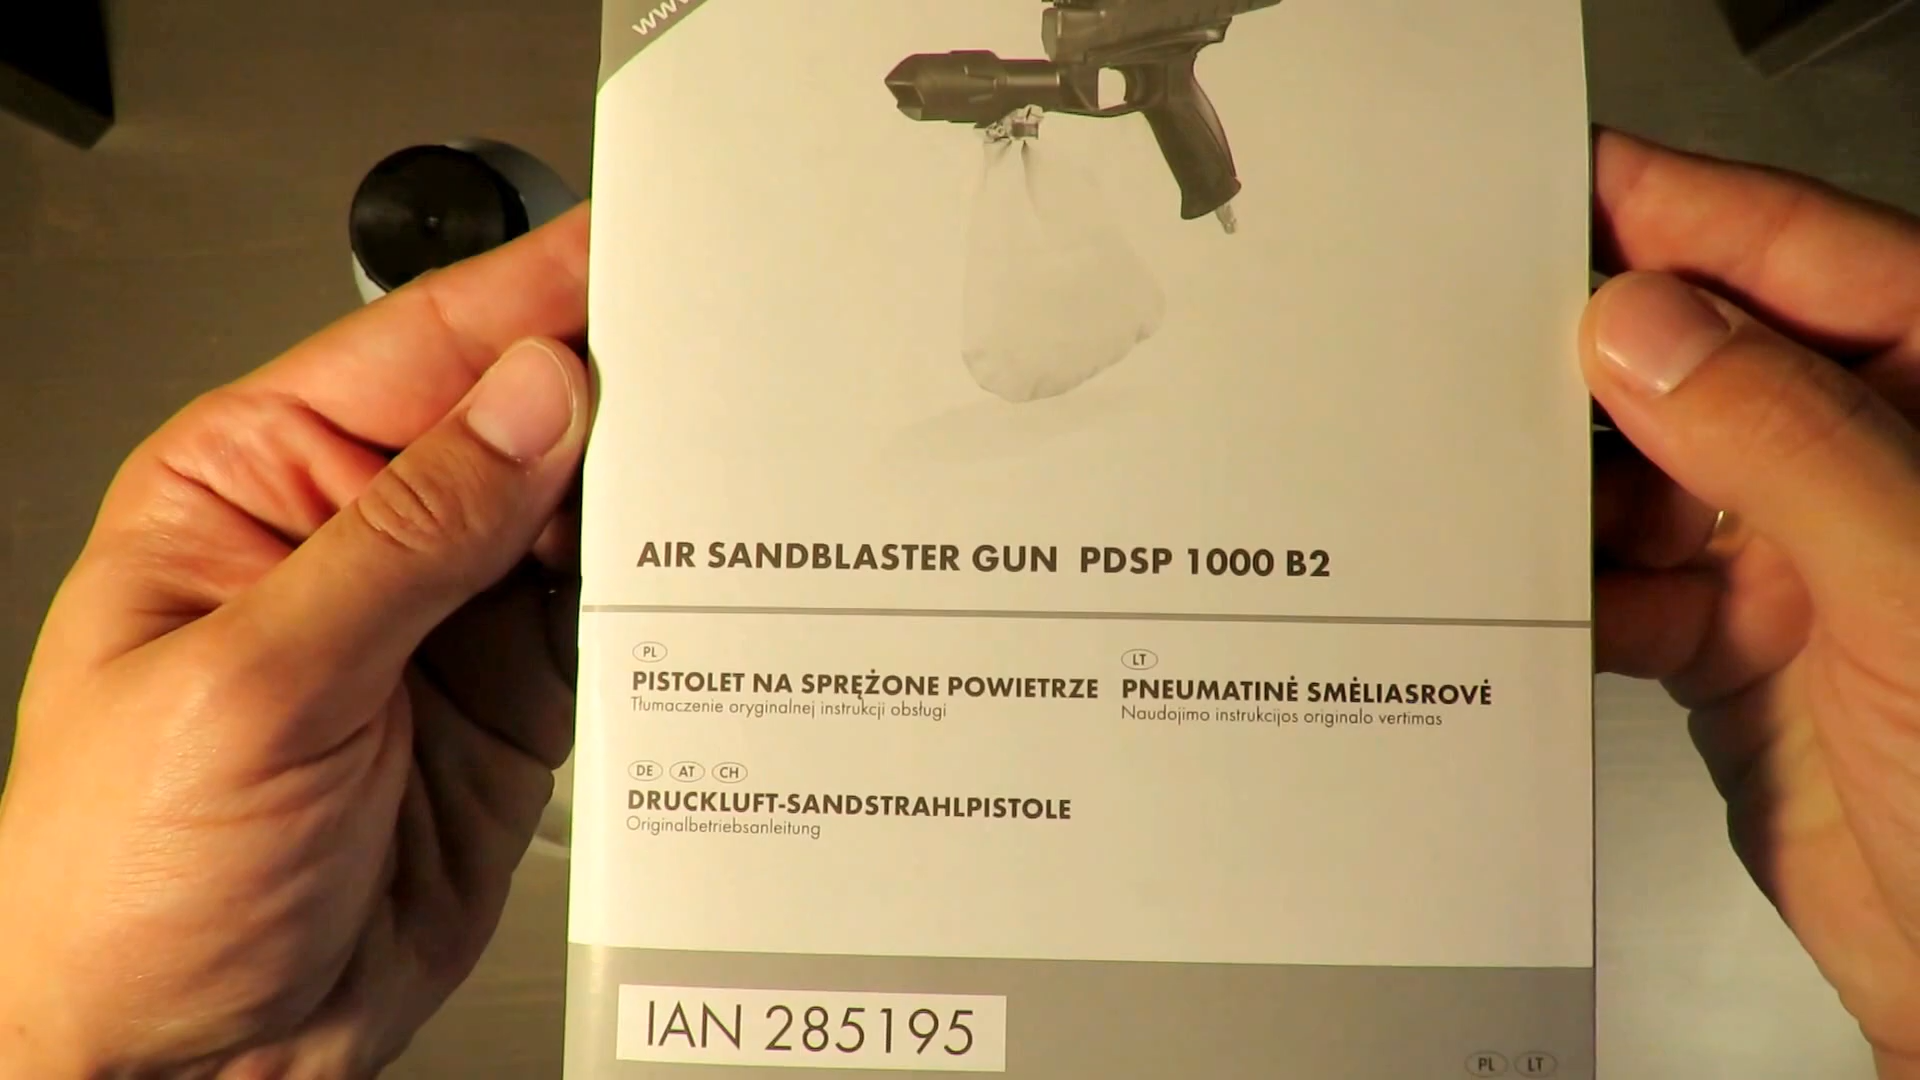 www.
AIR SANDBLASTER GUN PDSP 1000 B2
PL
PISTOLET NA SPRĘŻONE POWIETRZE
Tłumaczenie oryginalnej instrukcji obsługi
LT
PNEUMATINĖ SMĖLIASROVĖ
Naudojimo instrukcijos originalo vertimas
DE AT CH
DRUCKLUFT-SANDSTRAHLPISTOLE
Originalbetriebsanleitung
IAN 285195
PL LT